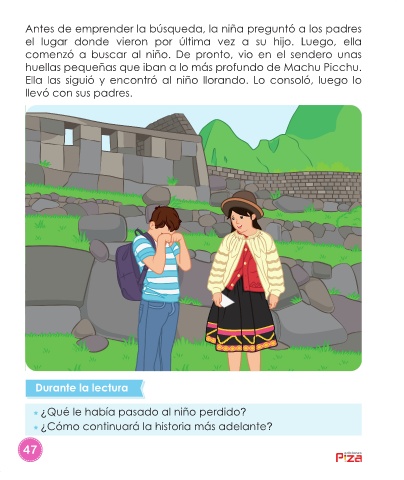 Antes de emprender la búsqueda, la niña preguntó a los padres
el lugar donde vieron por última vez a su hijo. Luego, ella
comenzó a buscar al niño. De pronto, vio en el sendero unas
huellas pequeñas que iban a lo más profundo de Machu Picchu.
Ella las siguió y encontró al niño llorando. Lo consoló, luego lo
llevó con sus padres.
Durante la lectura
¿Qué le había pasado al niño perdido?
¿Cómo continuará la historia más adelante?
47
Piza